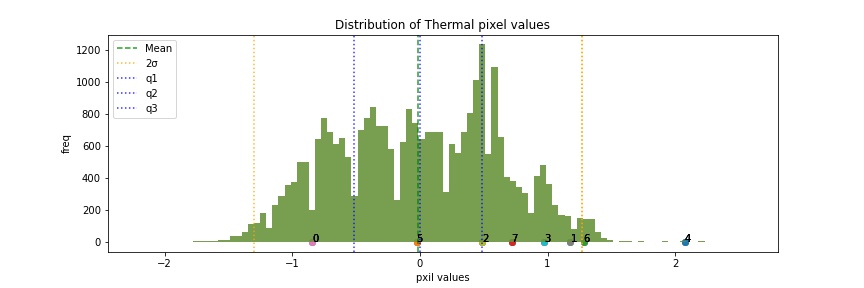 Distribution of Thermal pixel values
Mean
2σ
q1
q2
q3
freq
1200
1000
800
600
400
200
0
0 5 2 7 3 1 6 4
−2 −1 0 1 2
pxil values